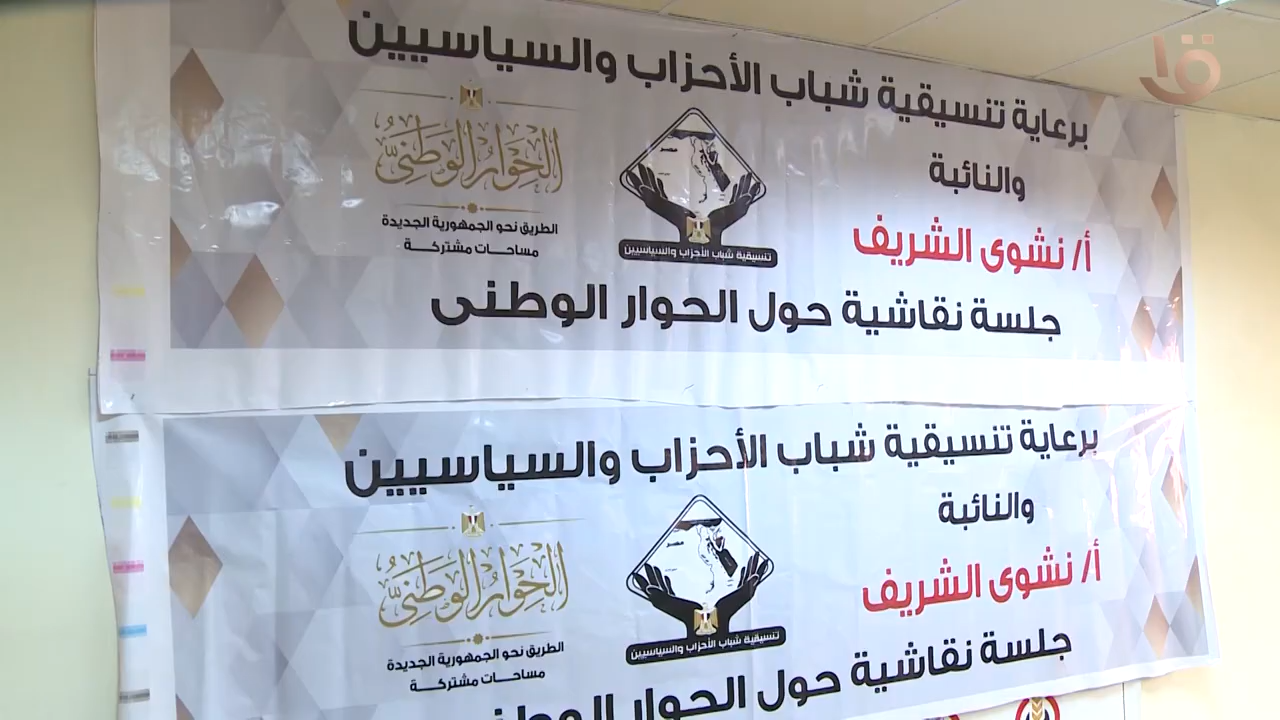 برعاية تنسيقية شباب الأحزاب والسياسيين
والنائبة
أ/ نشوى الشريف
الحوار الوطني
الطريق نحو الجمهورية الجديدة
مساحات مشتركة
مصر
تنسيقية شباب الأحزاب والسياسيين
جلسة نقاشية حول الحوار الوطنى
برعاية تنسيقية شباب الأحزاب والسياسيين
والنائبة
أ/ نشوى الشريف
الحوار الوطني
الطريق نحو الجمهورية الجديدة
مساحات مشتركة
مصر
تنسيقية شباب الأحزاب والسياسيين
جلسة نقاشية حول الحوار الوطنى